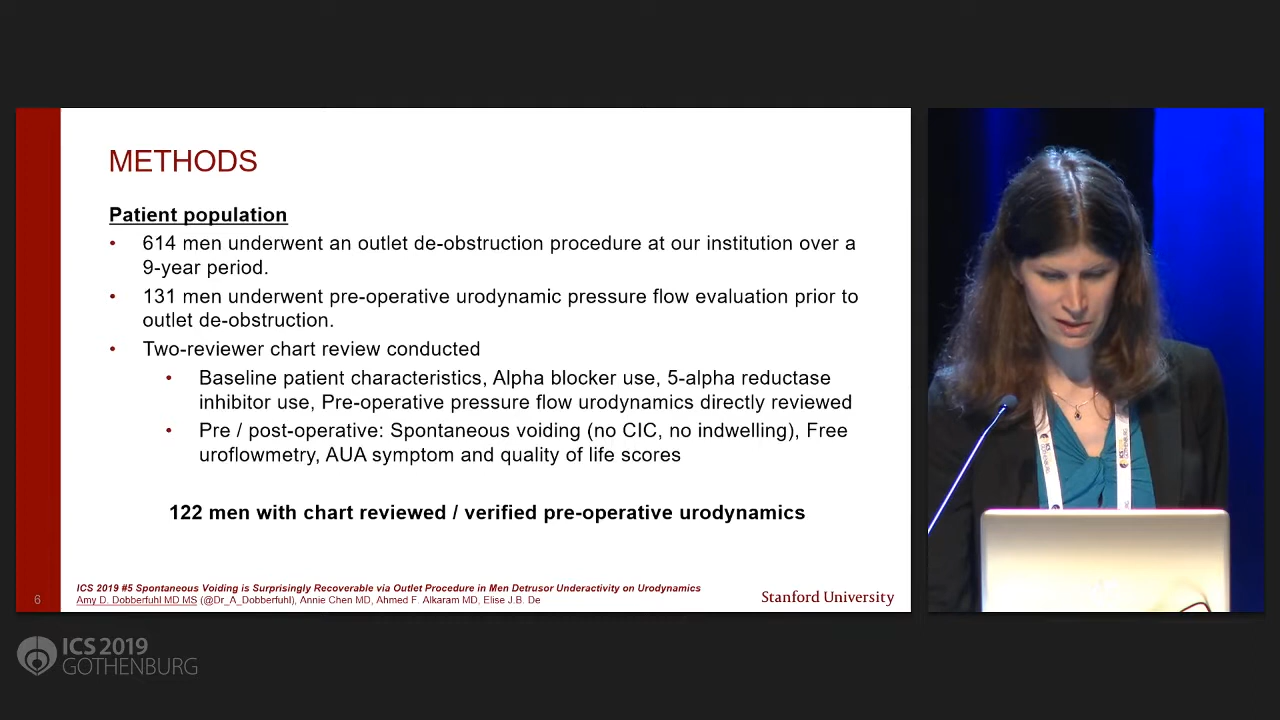 METHODS
Patient population
• 614 men underwent an outlet de-obstruction procedure at our institution over a
9-year period.
• 131 men underwent pre-operative urodynamic pressure flow evaluation prior to
outlet de-obstruction.
• Two-reviewer chart review conducted
• Baseline patient characteristics, Alpha blocker use, 5-alpha reductase
inhibitor use, Pre-operative pressure flow urodynamics directly reviewed
• Pre / post-operative: Spontaneous voiding (no CIC, no indwelling), Free
uroflowmetry, AUA symptom and quality of life scores
122 men with chart reviewed / verified pre-operative urodynamics
6
ICS 2019 #5 Spontaneous Voiding is Surprisingly Recoverable via Outlet Procedure in Men Detrusor Underactivity on Urodynamics
Amy D. Dobberfuhl MD MS (@Dr_A_Dobberfuhl), Annie Chen MD, Ahmed F. Alkaram MD, Elise J.B. De
Stanford University
ICS 2019
GOTHENBURG